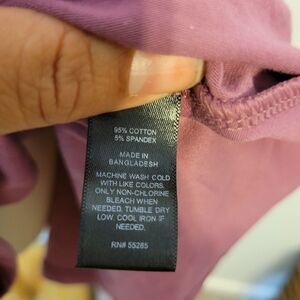 95% COTTON
5% SPANDEX
MADE IN
BANGLADESH
MACHINE WASH COLD
WITH LIKE COLORS.
ONLY NON-CHLORINE
BLEACH WHEN
NEEDED. TUMBLE DRY
LOW. COOL IRON IF
NEEDED.
RN# 55285